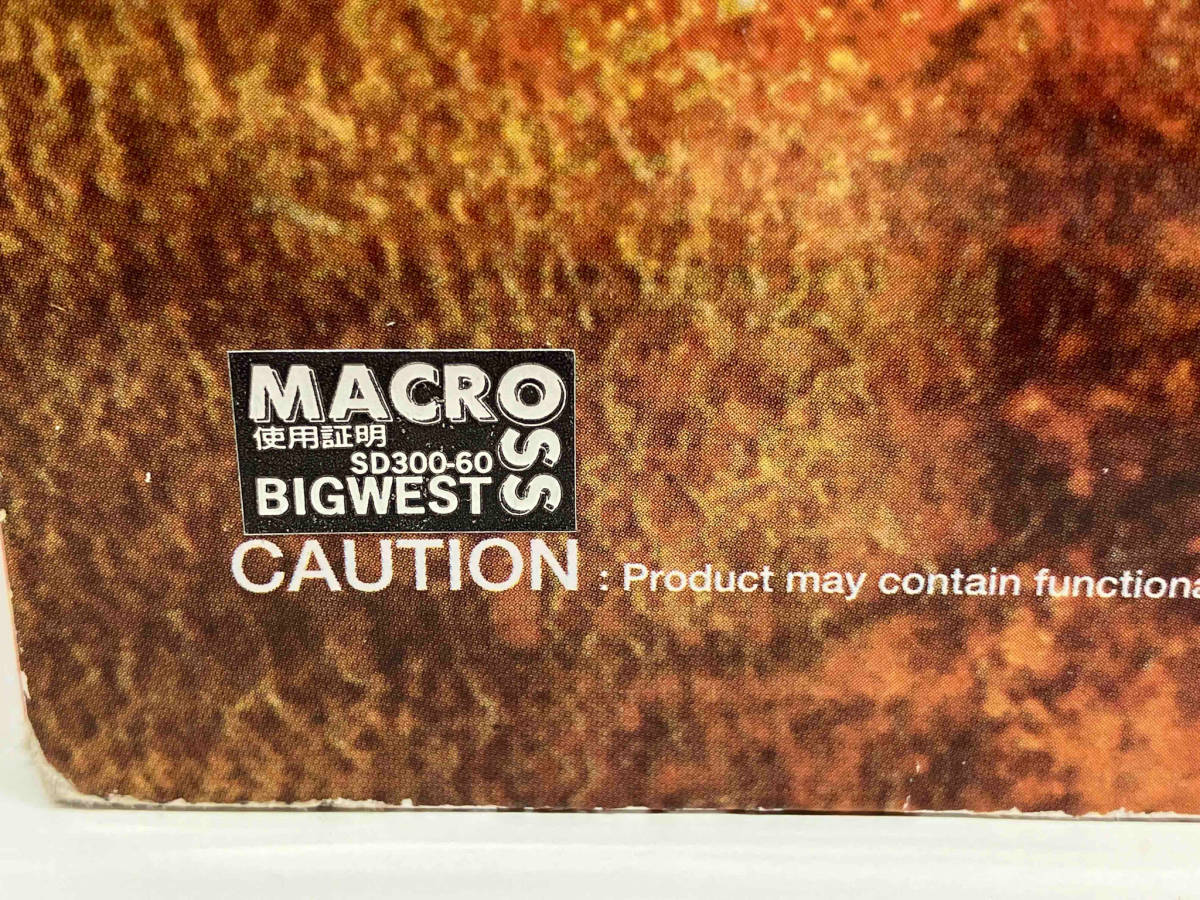 MACROSS
使用証明
SD300-60
BIGWEST
CAUTION : Product may contain functiona